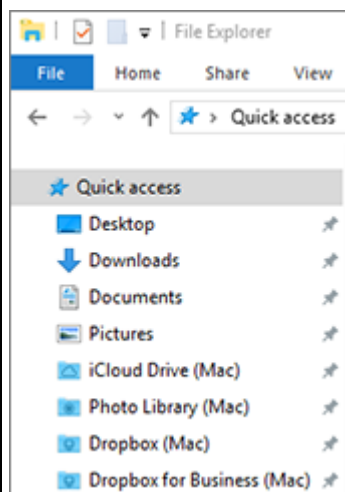 File Explorer
File Home Share View
Quick access
Quick access
Desktop
Downloads
Documents
Pictures
iCloud Drive (Mac)
Photo Library (Mac)
Dropbox (Mac)
Dropbox for Business (Mac)